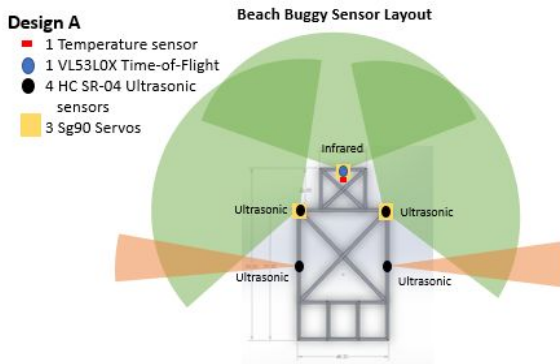 Beach Buggy Sensor Layout
Design A
1 Temperature sensor
1 VL53L0X Time-of-Flight
4 HC SR-04 Ultrasonic
sensors
3 Sg90 Servos
Infrared
Ultrasonic
Ultrasonic
Ultrasonic
Ultrasonic